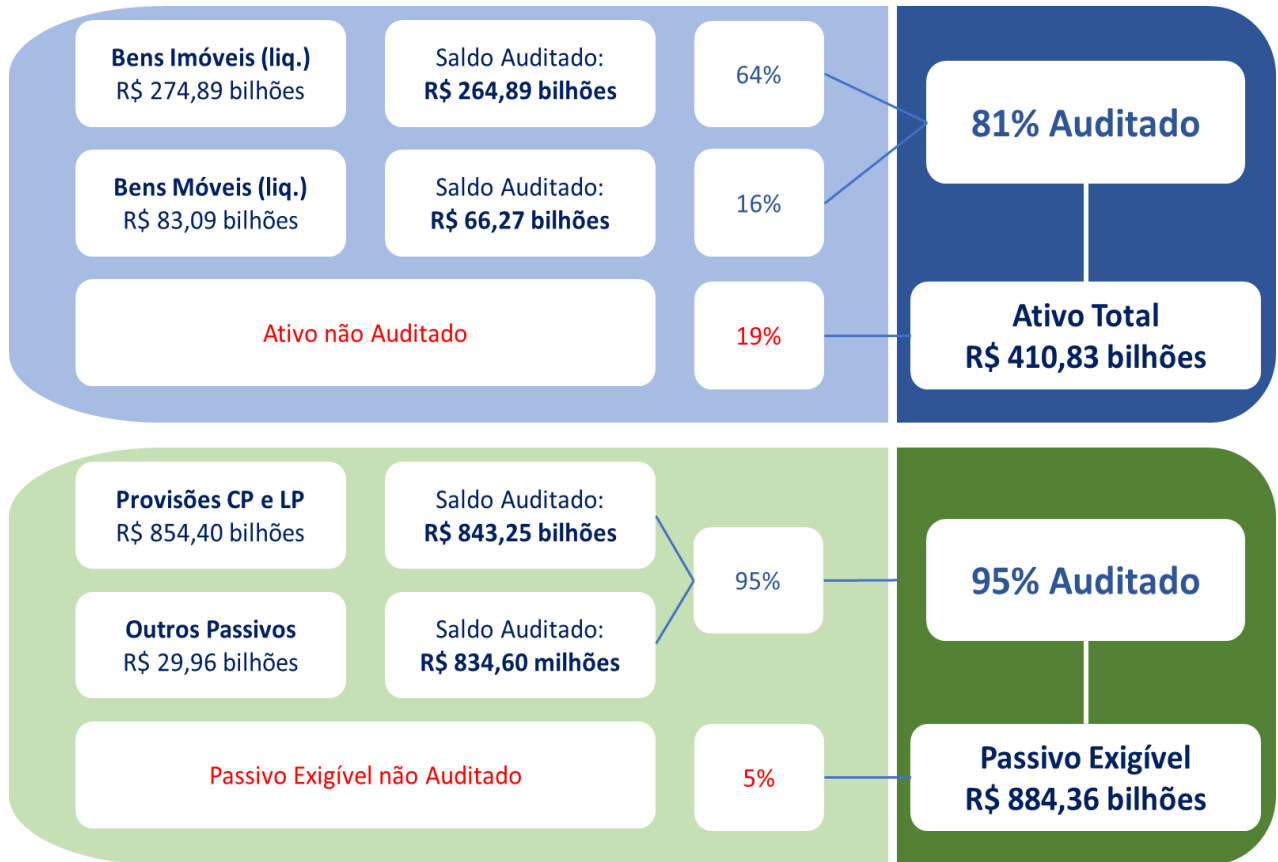 Bens Imóveis (liq.)
R$ 274,89 bilhões
Saldo Auditado:
R$ 264,89 bilhões
64%
81% Auditado
Bens Móveis (liq.)
R$ 83,09 bilhões
Saldo Auditado:
R$ 66,27 bilhões
16%
Ativo não Auditado
19%
Ativo Total
R$ 410,83 bilhões
Provisões CP e LP
R$ 854,40 bilhões
Saldo Auditado:
R$ 843,25 bilhões
95%
95% Auditado
Outros Passivos
R$ 29,96 bilhões
Saldo Auditado:
R$ 834,60 milhões
Passivo Exigível não Auditado
5%
Passivo Exigível
R$ 884,36 bilhões